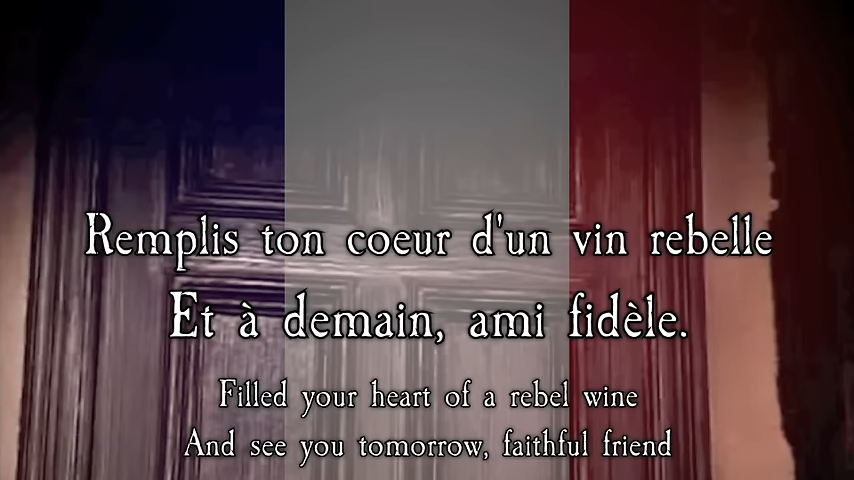 Remplis ton coeur d'un vin rebelle
Et à demain, ami fidèle.
Filled your heart of a rebel wine
And see you tomorrow, faithful friend